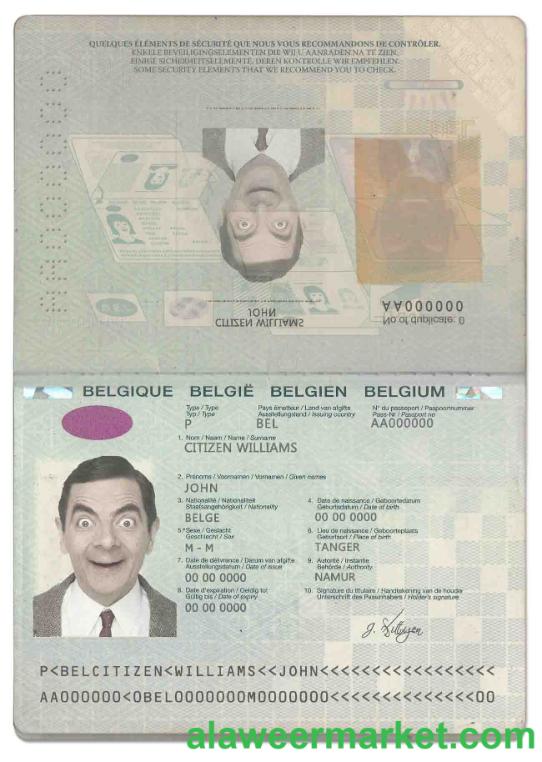 QUELQUES ÉLÉMENTS DE SÉCURITÉ QUE NOUS VOUS RECOMMANDONS DE CONTRÔLER.
ENKELE BEVEILIGINGSELEMENTEN DIE WIJ U AANRADEN NA TE ZIEN.
EINIGE SICHERHEITSELEMENTE, DEREN KONTROLLE WIR EMPFEHLEN.
SOME SECURITY ELEMENTS THAT WE RECOMMEND YOU TO CHECK.
JOHN
CITIZEN WILLIAMS
AA000000
No of duplicate: 0
BELGIQUE BELGIË BELGIEN BELGIUM
Type / Type
Typ / Type
P
Pays émetteur / Land van afgifte
Ausstellungsland / Issuing country
BEL
N° du passeport / Paspoortnummer
Pass-Nr / Passport no
AA000000
1. Nom / Naam / Name / Surname
CITIZEN WILLIAMS
2. Prénoms / Voornamen / Vornamen / Given names
JOHN
3. Nationalité / Nationaliteit
Staatsangehörigkeit / Nationality
BELGE
4. Date de naissance / Geboortedatum
Geburtsdatum / Date of birth
00 00 0000
5. Sexe / Geslacht
Geschlecht / Sex
M - M
6. Lieu de naissance / Geboorteplaats
Geburtsort / Place of birth
TANGER
7. Date de délivrance / Datum van afgifte
Ausstellungsdatum / Date of issue
00 00 0000
9. Autorité / Instantie
Behörde / Authority
NAMUR
8. Date d'expiration / Geldig tot
Gültig bis / Date of expiry
00 00 0000
10. Signature du titulaire / Handtekening van de houder
Unterschrift des Passinhabers / Holder's signature
P<BELCITIZEN<WILLIAMS<<JOHN<<<<<<<<<<<<<<<<<
AA000000<0BEL0000000M0000000<<<<<<<<<<<<<<00
alaweermarket.com